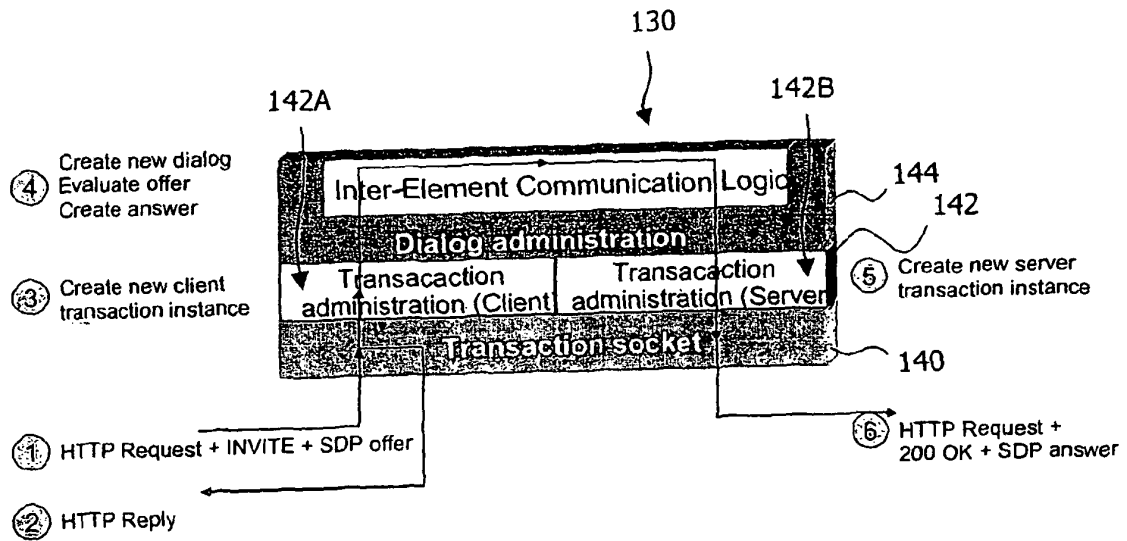 130
142A
142B
4
Create new dialog
Evaluate offer
Create answer
Inter-Element Communication Logic
144
142
Dialog administration
3
Create new client
transaction instance
Transacaction
administration (Client
Transacaction
administration (Server
5
Create new server
transaction instance
Transaction socket
140
1
HTTP Request + INVITE + SDP offer
6
HTTP Request +
200 OK + SDP answer
2
HTTP Reply